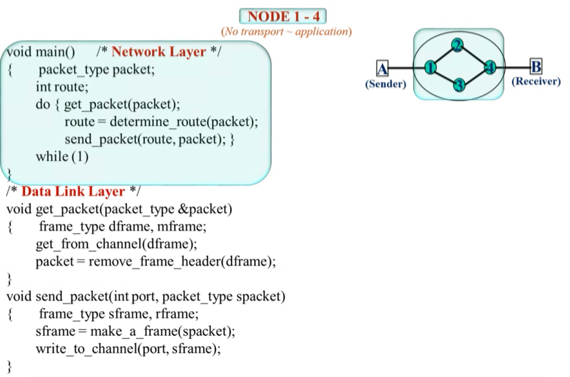 NODE 1 - 4
(No transport ~ application)
void main() /* Network Layer */
{ packet_type packet;
int route;
do { get_packet(packet);
route = determine_route(packet);
send_packet(route, packet); }
while (1)
}
/* Data Link Layer */
void get_packet(packet_type &packet)
{ frame_type dframe, mframe;
get_from_channel(dframe);
packet = remove_frame_header(dframe);
}
void send_packet(int port, packet_type spacket)
{ frame_type sframe, rframe;
sframe = make_a_frame(spacket);
write_to_channel(port, sframe);
}
2
A 1 4 B
(Sender) 3 (Receiver)